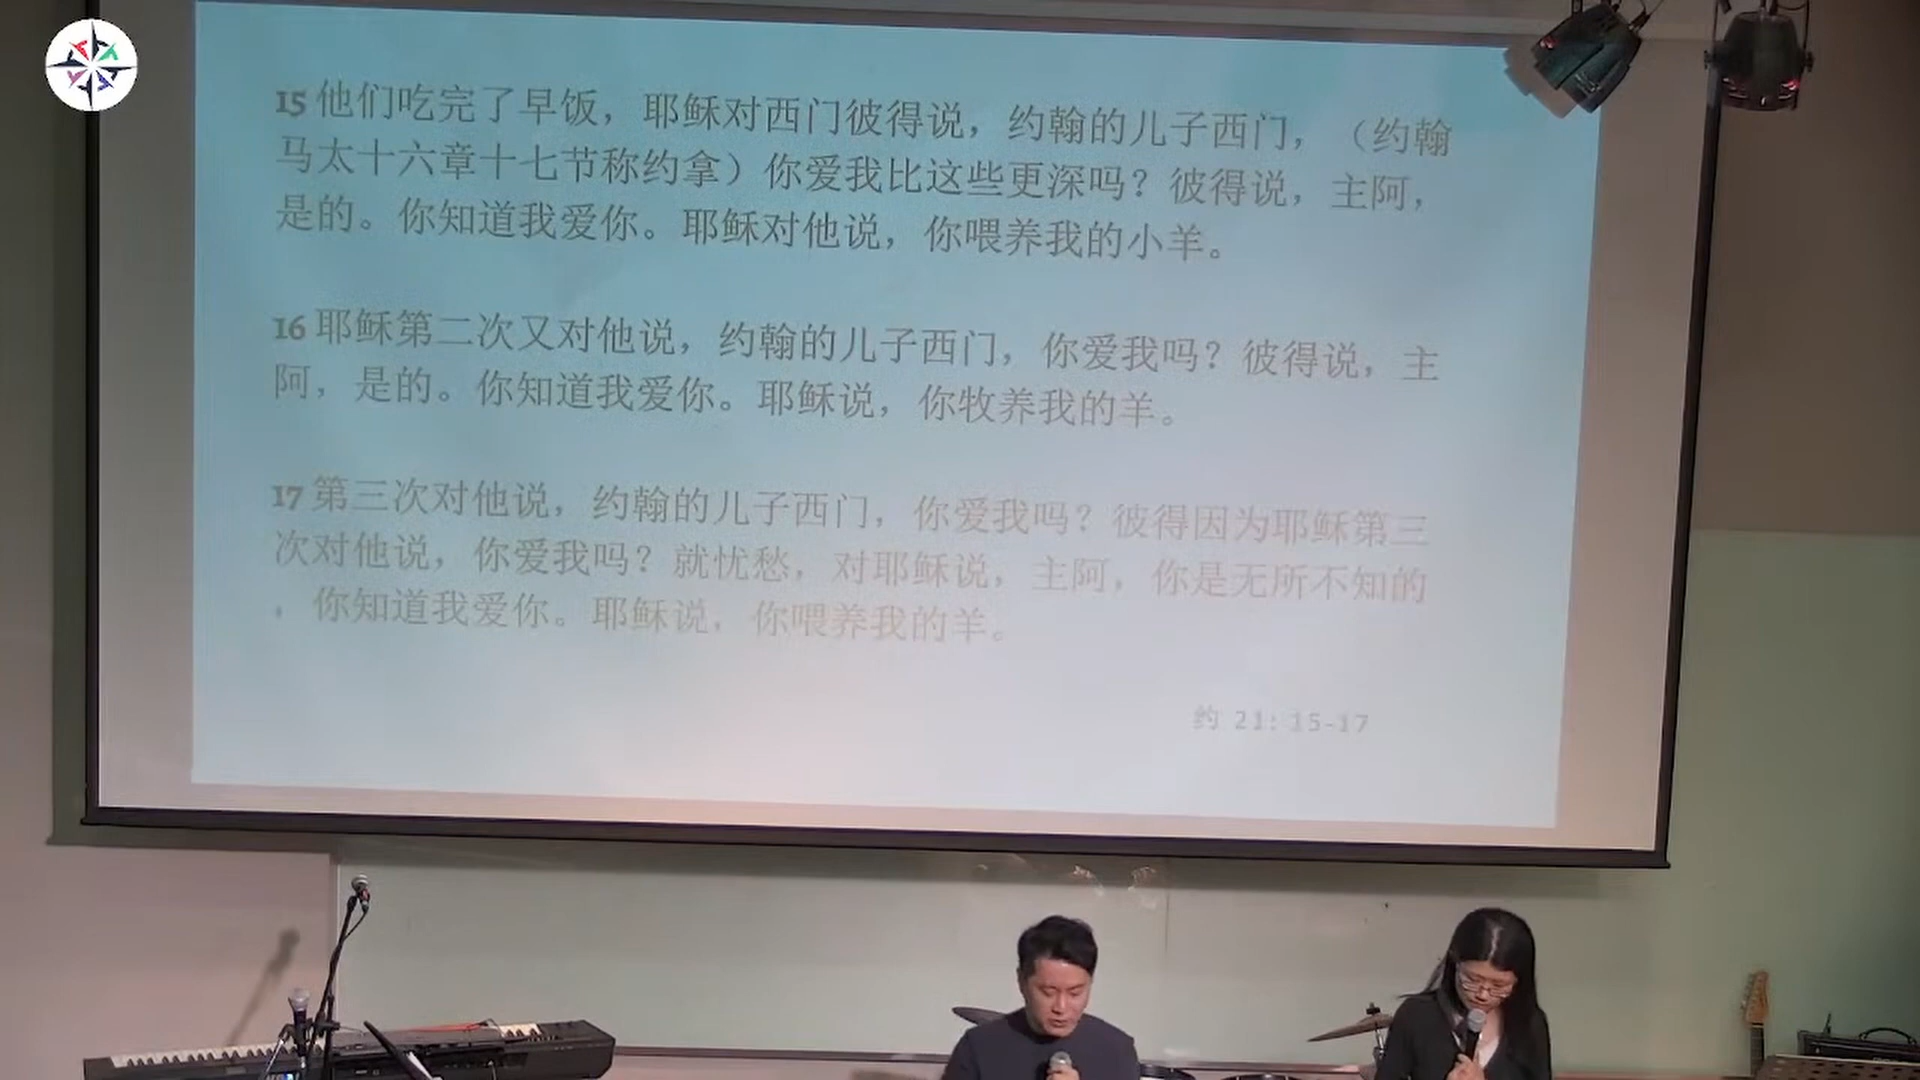 15 他们吃完了早饭，耶稣对西门彼得说，约翰的儿子西门，（约翰
马太十六章十七节称约拿）你爱我比这些更深吗？彼得说，主阿，
是的。你知道我爱你。耶稣对他说，你喂养我的小羊。
16 耶稣第二次又对他说，约翰的儿子西门，你爱我吗？彼得说，主
阿，是的。你知道我爱你。耶稣说，你牧养我的羊。
17 第三次对他说，约翰的儿子西门，你爱我吗？彼得因为耶稣第三
次对他说，你爱我吗？就忧愁，对耶稣说，主阿，你是无所不知的
，你知道我爱你。耶稣说，你喂养我的羊。
约 21: 15-17